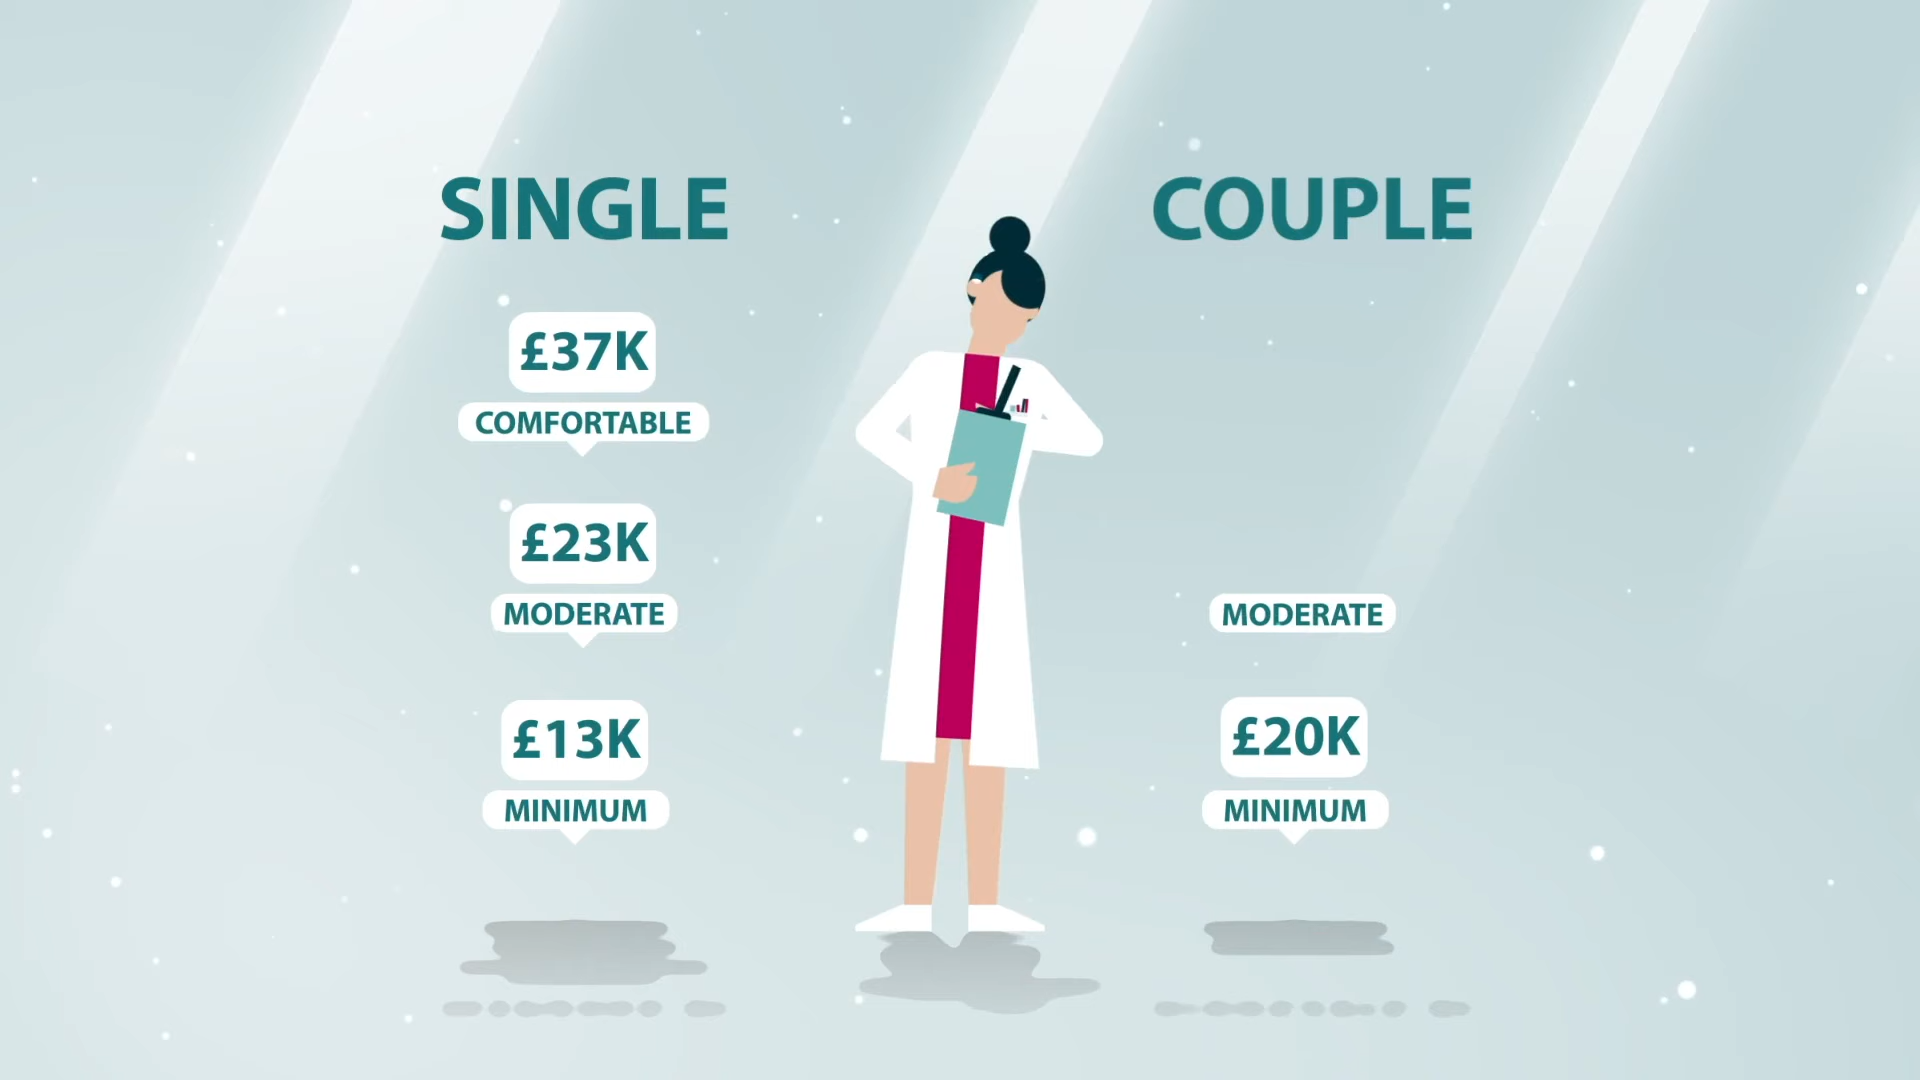 SINGLE
£37K
COMFORTABLE
£23K
MODERATE
£13K
MINIMUM
COUPLE
MODERATE
£20K
MINIMUM